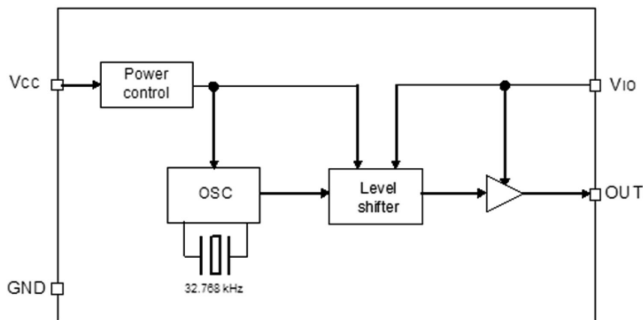 Power
control
VCC
VIO
OSC
Level
shifter
OUT
32.768 kHz
GND